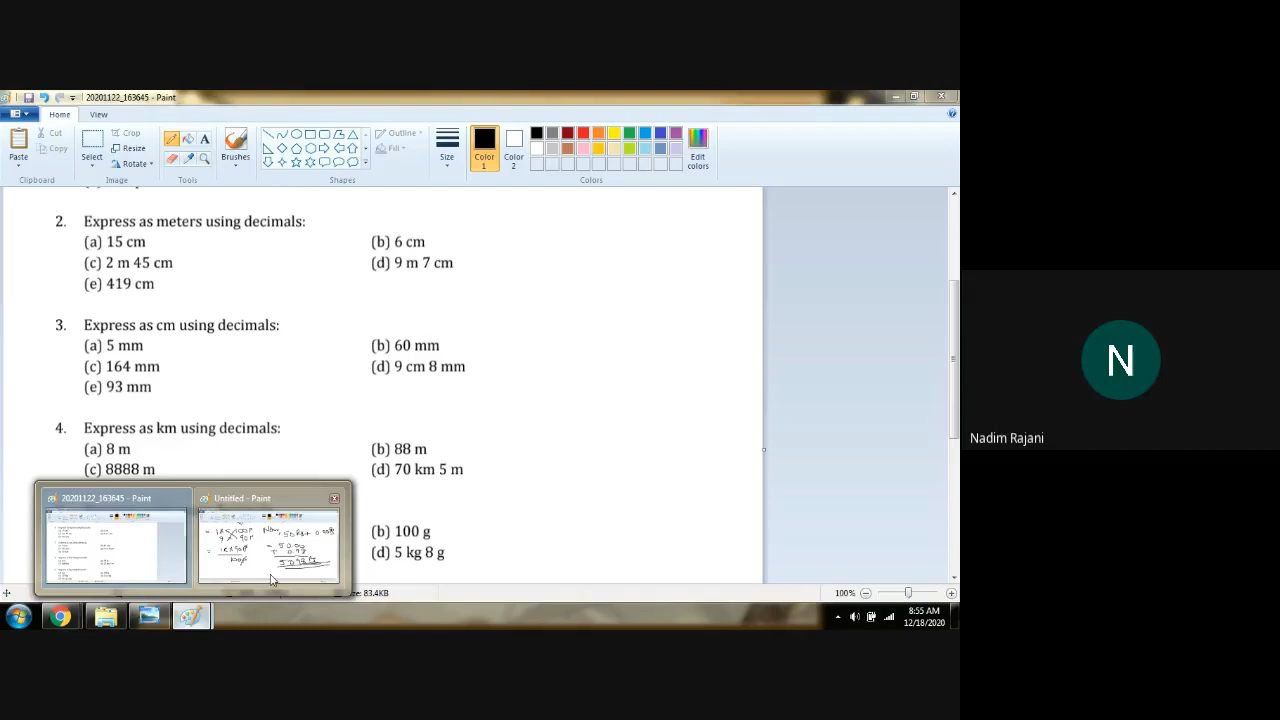 20201122_163645 - Paint
Home
View
Paste
Cut
Copy
Clipboard
Select
Crop
Resize
Rotate
Image
A
Tools
Brushes
Outline
Fill
Shapes
Size
Color 1
Color 2
Edit colors
Colors
2. Express as meters using decimals:
(a) 15 cm (b) 6 cm
(c) 2 m 45 cm (d) 9 m 7 cm
(e) 419 cm
3. Express as cm using decimals:
(a) 5 mm (b) 60 mm
(c) 164 mm (d) 9 cm 8 mm
(e) 93 mm
4. Express as km using decimals:
(a) 8 m (b) 88 m
(c) 8888 m (d) 70 km 5 m
(b) 100 g
(d) 5 kg 8 g
20201122_163645 - Paint
Untitled - Paint
83.4KB
100%
8:55 AM
12/18/2020
N
Nadim Rajani